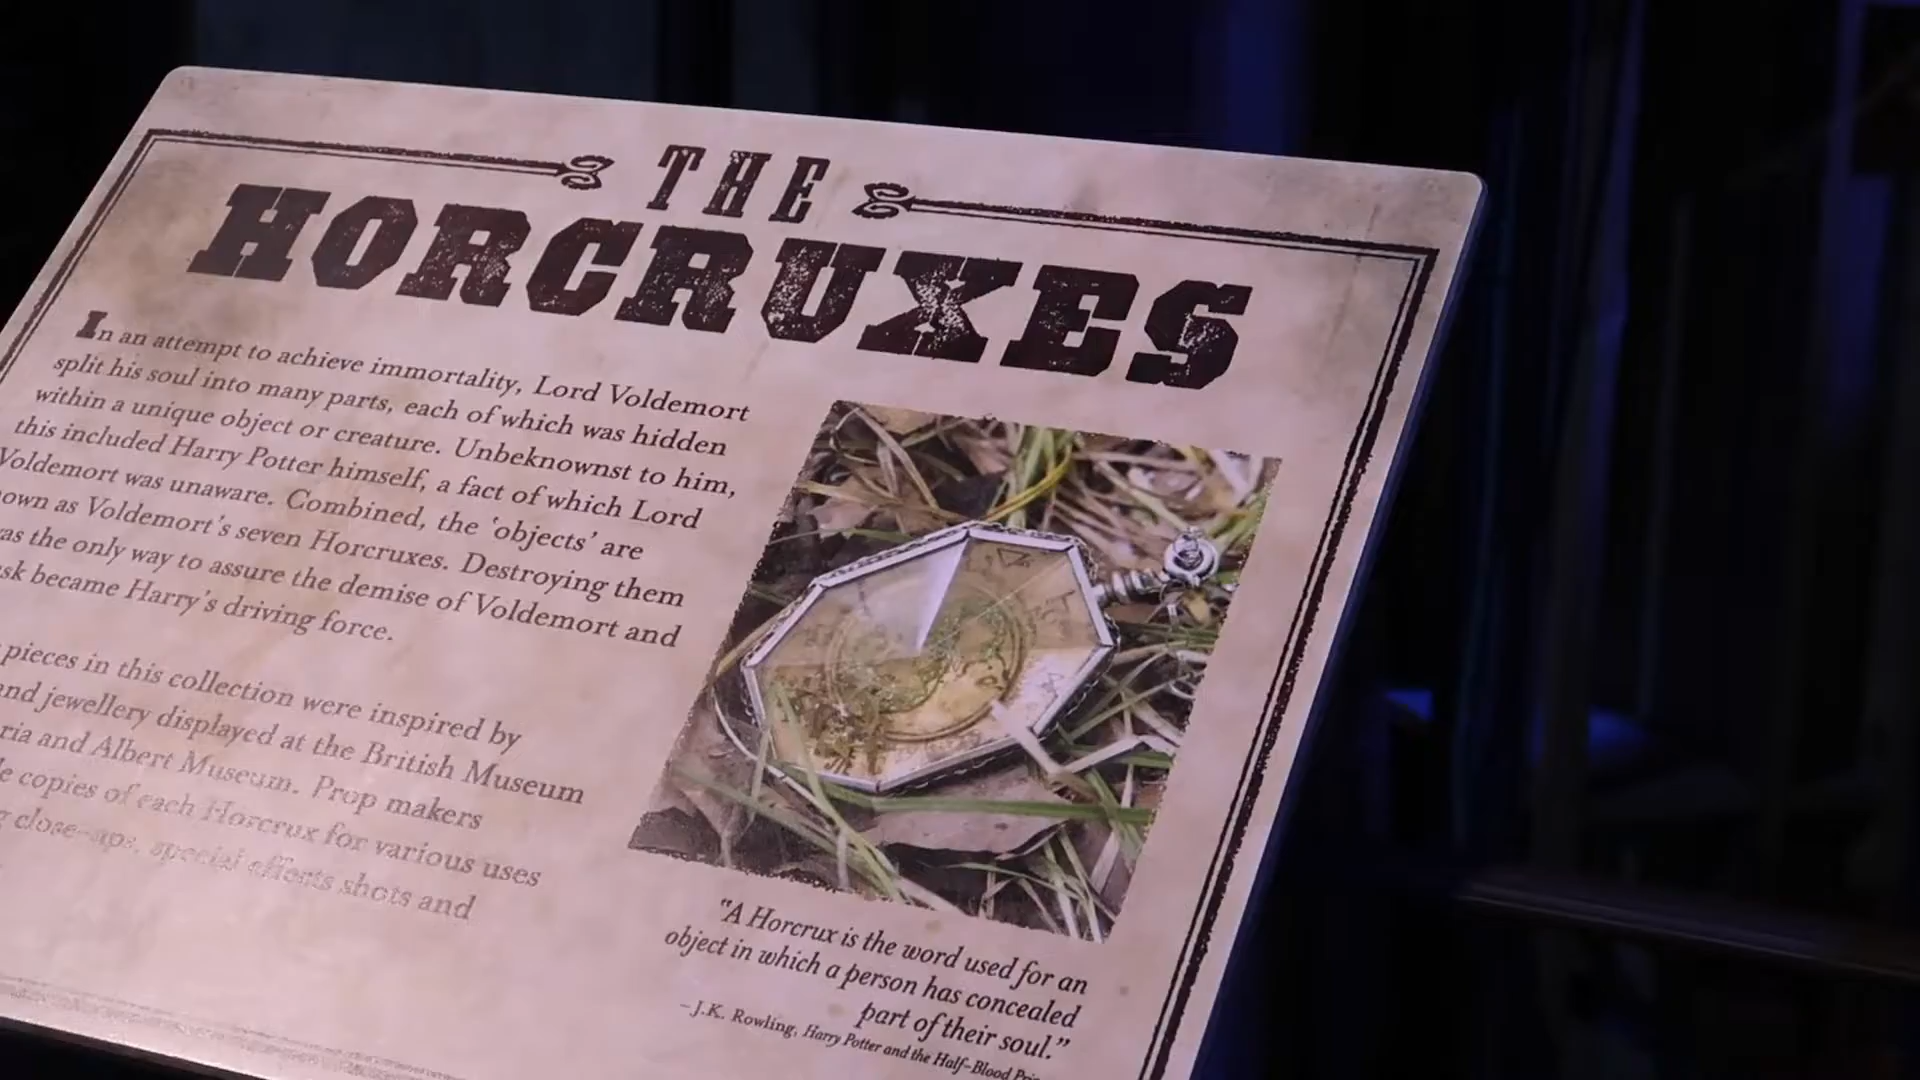 THE
HORCRUXES
In an attempt to achieve immortality, Lord Voldemort
split his soul into many parts, each of which was hidden
within a unique object or creature. Unbeknownst to him,
this included Harry Potter himself, a fact of which Lord
Voldemort was unaware. Combined, the 'objects' are
as Voldemort's seven Horcruxes. Destroying them
the only way to assure the demise of Voldemort and
became Harry's driving force.
pieces in this collection were inspired by
and jewellery displayed at the British Museum
and Albert Museum. Prop makers
copies of each Horcrux for various uses
close-ups, special effects shots and
"A Horcrux is the word used for an
object in which a person has concealed
part of their soul."
– J.K. Rowling, Harry Potter and the Half-Blood